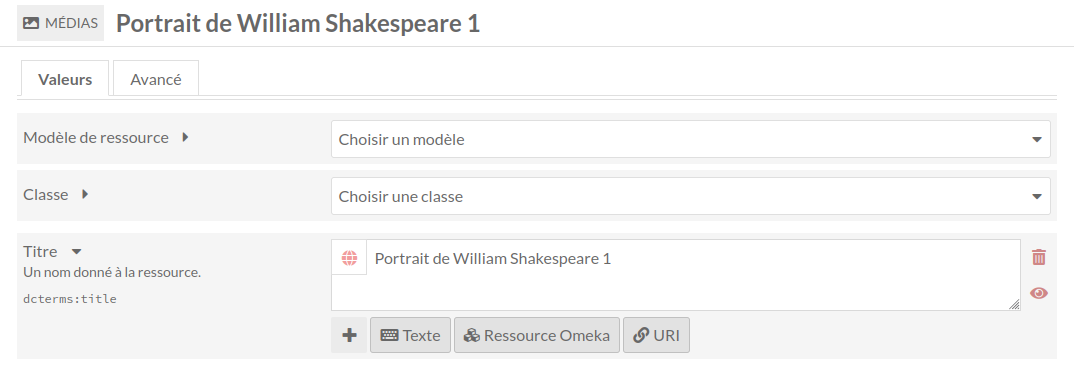 MÉDIAS Portrait de William Shakespeare 1
Valeurs Avancé
Modèle de ressource Choisir un modèle
Classe Choisir une classe
Titre
Un nom donné à la ressource.
dcterms:title
Portrait de William Shakespeare 1
Texte Ressource Omeka URI